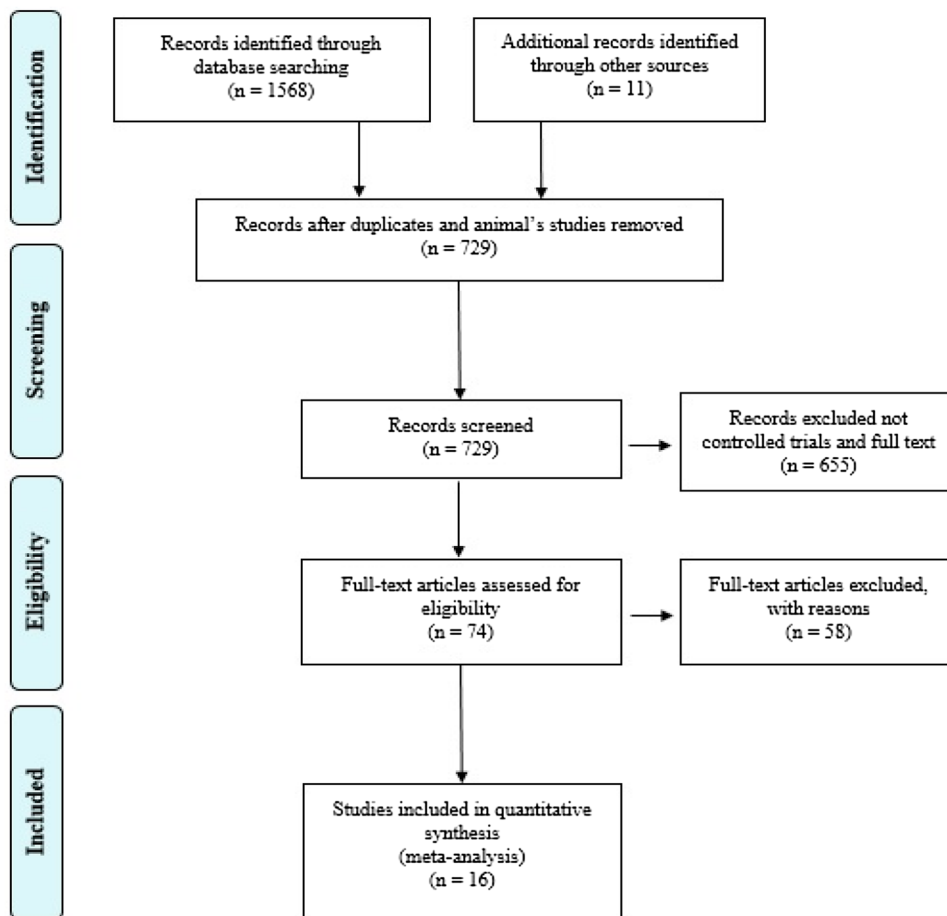 Identification
Records identified through
database searching
(n = 1568)
Additional records identified
through other sources
(n = 11)
Records after duplicates and animal's studies removed
(n = 729)
Screening
Records screened
(n = 729)
Records excluded not
controlled trials and full text
(n = 655)
Eligibility
Full-text articles assessed for
eligibility
(n = 74)
Full-text articles excluded,
with reasons
(n = 58)
Included
Studies included in quantitative
synthesis
(meta-analysis)
(n = 16)